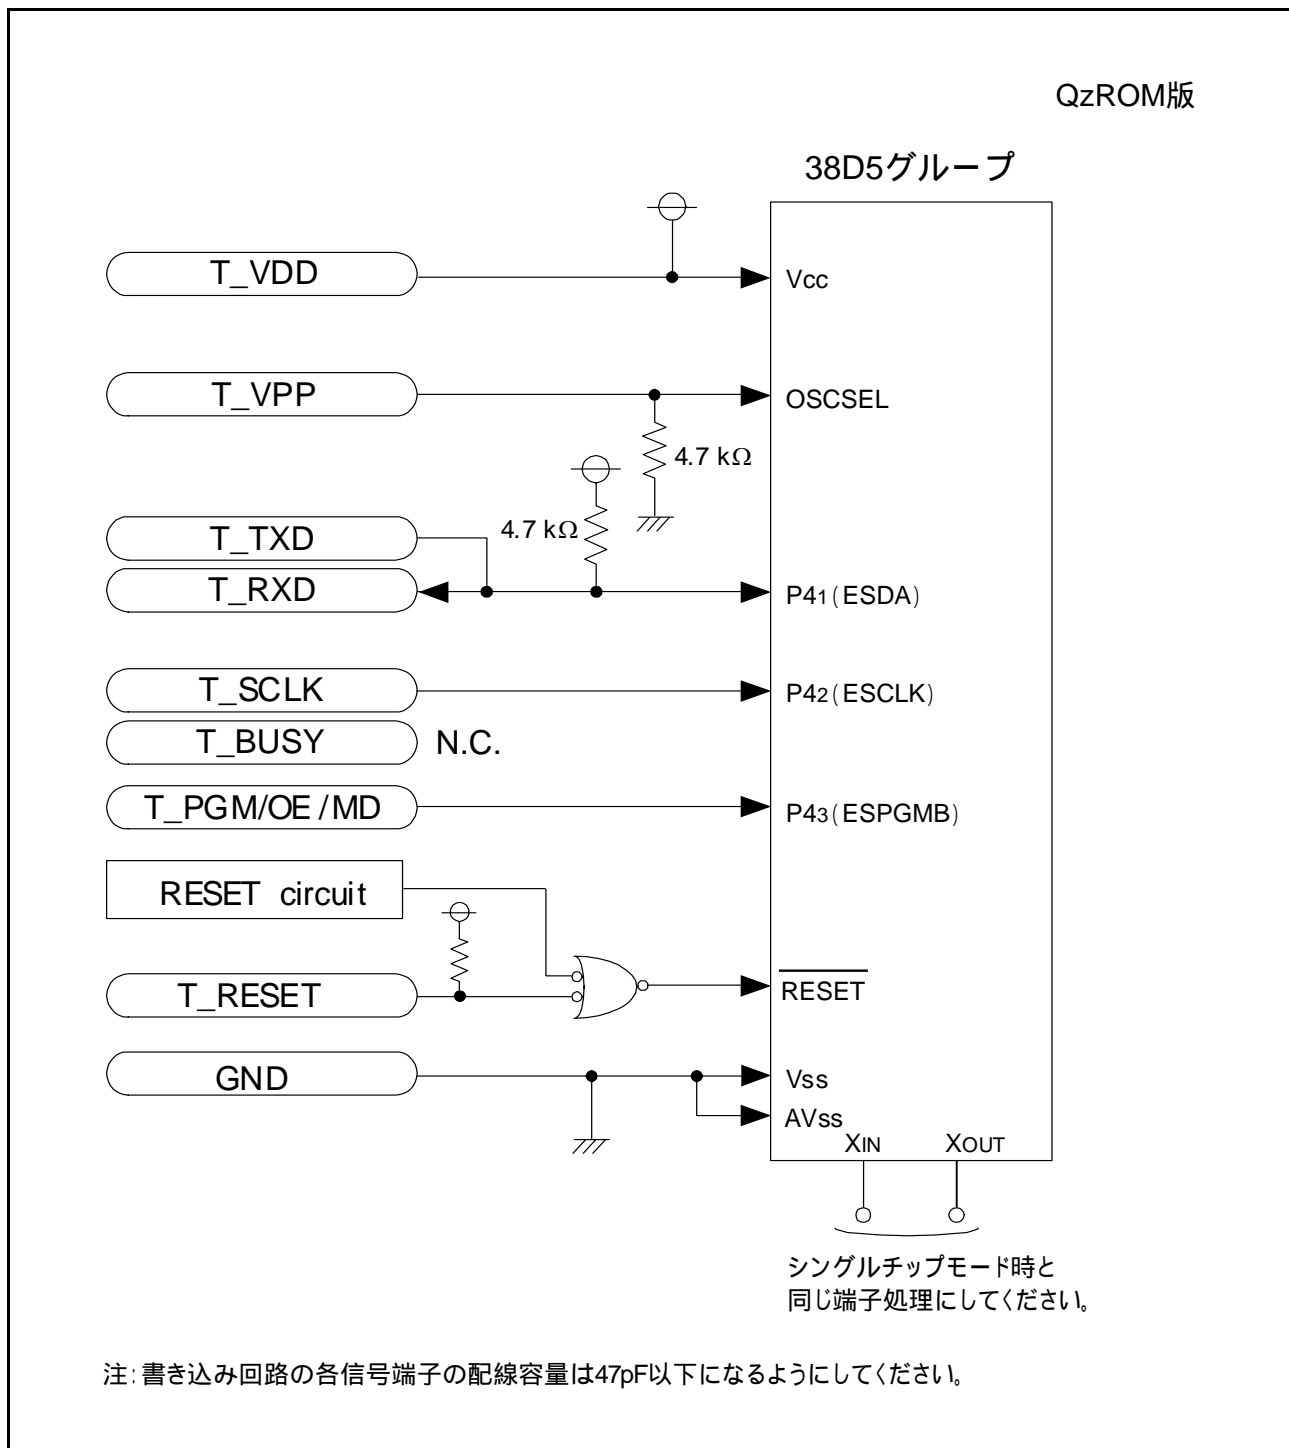 QzROM版
38D5グループ
T_VDD
Vcc
T_VPP
OSCSEL
4.7 kΩ
4.7 kΩ
T_TXD
T_RXD
P41(ESDA)
T_SCLK
P42(ESCLK)
T_BUSY N.C.
T_PGM/OE/MD
P43(ESPGMB)
RESET circuit
T_RESET
RESET
GND
Vss
AVss
XIN XOUT
シングルチップモード時と
同じ端子処理にしてください。
注:書き込み回路の各信号端子の配線容量は47pF以下になるようにしてください。